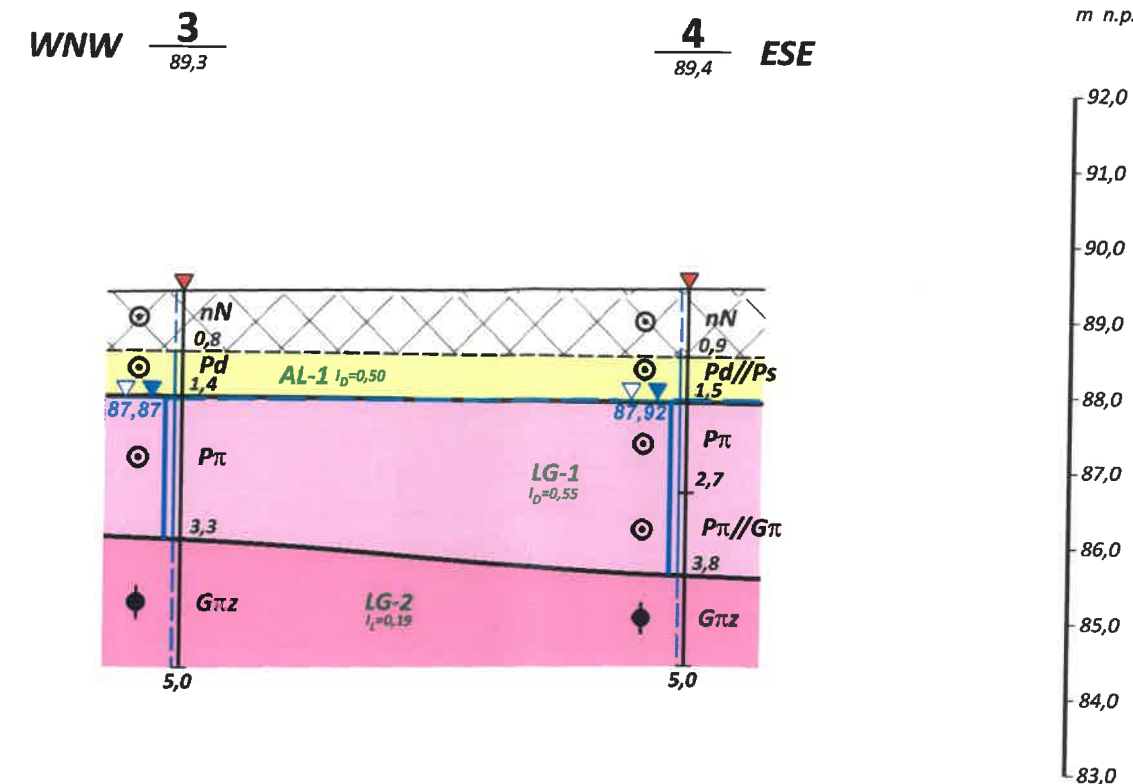 WNW 3 4 ESE m n.p.
89,3 89,4
92,0
91,0
90,0
nN nN 89,0
0,8 0,9
Pd AL-1 I_D=0,50 Pd//Ps
1,4 1,5 88,0
87,87 87,92
Pπ Pπ
LG-1 2,7 87,0
I_D=0,55
3,3 Pπ//Gπ
3,8 86,0
Gπz LG-2 Gπz
I_L=0,19 85,0
5,0 5,0
84,0
83,0